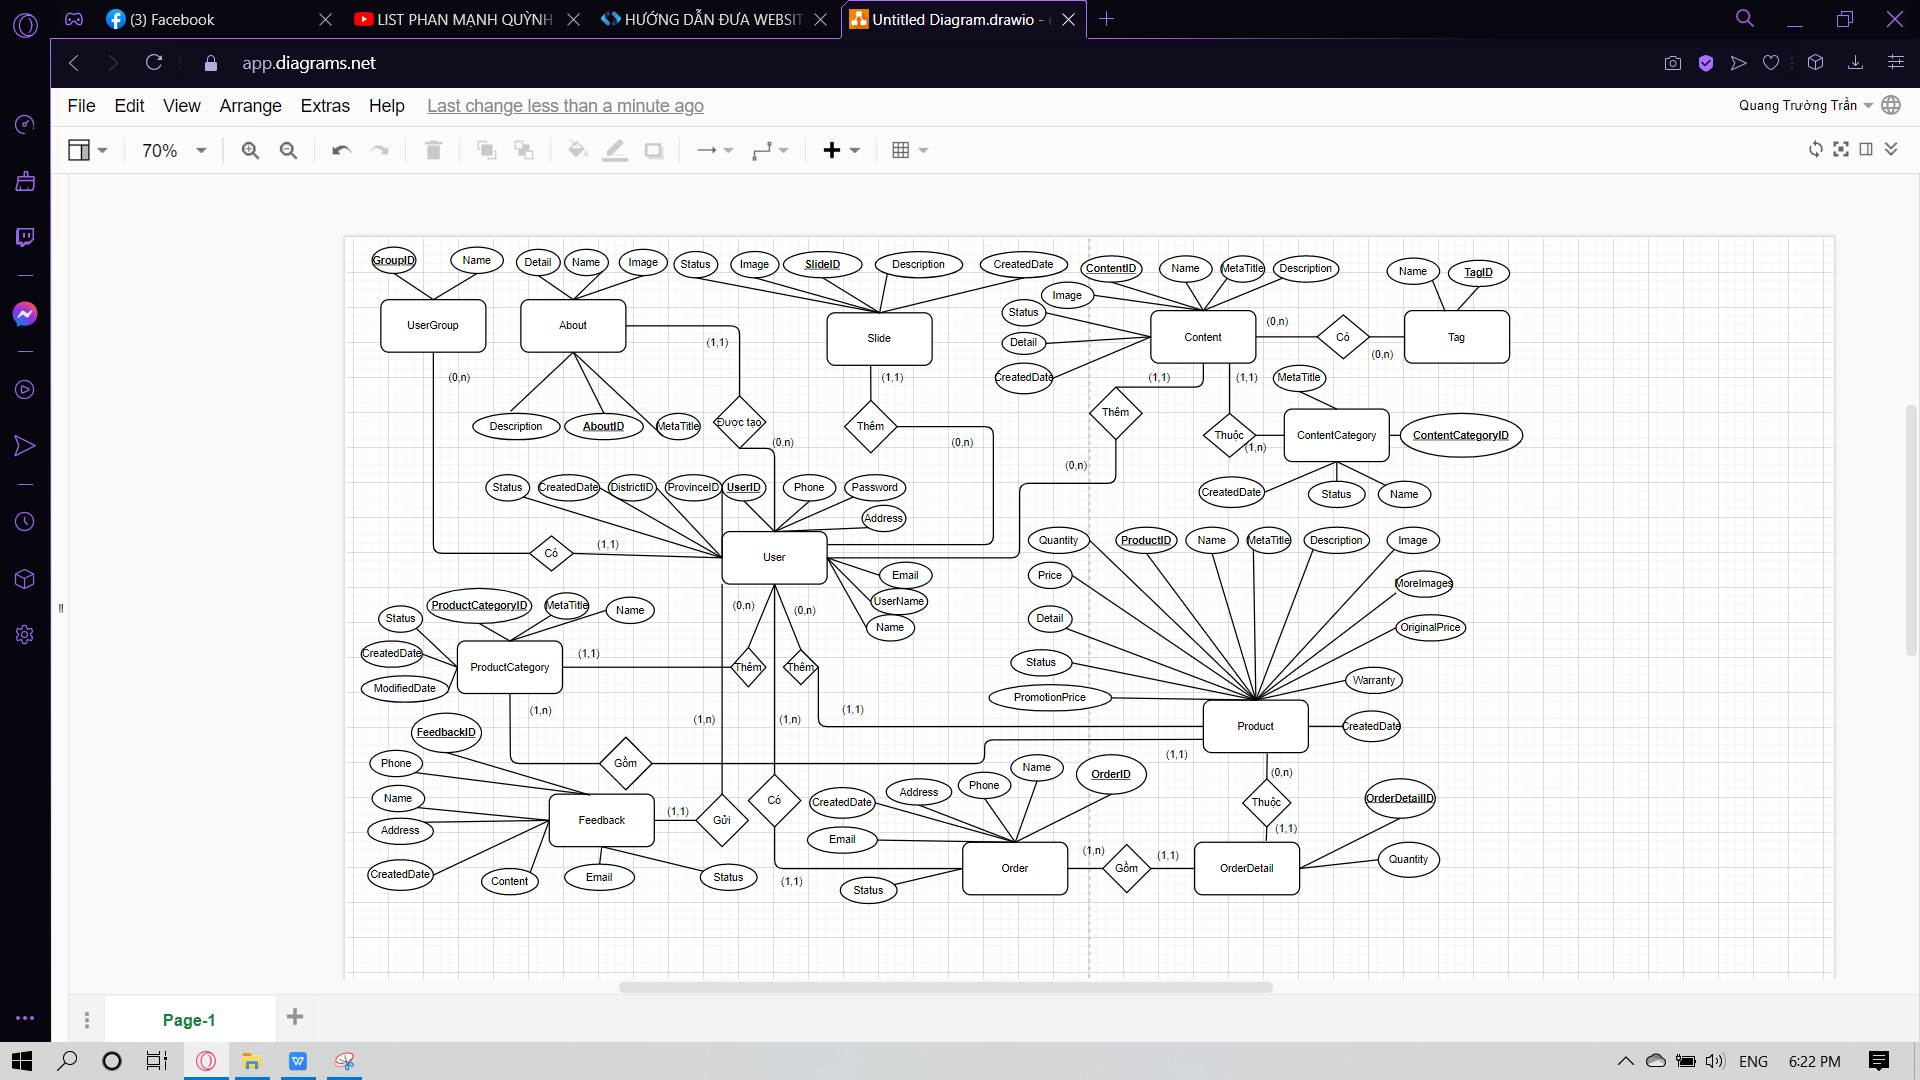 (3) Facebook
LIST PHAN MẠNH QUỲNH
HƯỚNG DẪN ĐƯA WEBSIT
Untitled Diagram.drawio -
app.diagrams.net
File Edit View Arrange Extras Help Last change less than a minute ago
Quang Trưởng Trần
70%
GroupID Name Detail Name Image Status Image SlideID Description CreatedDate ContentID Name MetaTitle Description Name TagID
Image
Status
UserGroup About Slide Content (0,n) Có Tag
(1,1) Detail (0,n)
(0,n) (1,1) CreatedDate (1,1) (1,1) MetaTitle
Description AboutID MetaTitle Được tạo Thêm Thêm Thuộc ContentCategory ContentCategoryID
(0,n) (0,n) (1,n)
(0,n)
Status CreatedDate DistrictID ProvinceID UserID Phone Password CreatedDate Status Name
Address
Có (1,1) User Quantity ProductID Name MetaTitle Description Image
Email Price MoreImages
ProductCategoryID MetaTitle Name (0,n) (0,n) UserName
Status Name Detail OriginalPrice
CreatedDate ProductCategory (1,1) Thêm Thêm Status
ModifiedDate PromotionPrice Warranty
(1,n) (1,n) (1,n) (1,1) Product CreatedDate
FeedbackID
Phone Gồm (1,1) (0,n)
Name OrderID
Name Có CreatedDate Address Phone Thuộc OrderDetailID
Address Feedback (1,1) Gửi Email (1,1)
CreatedDate Content Email Status (1,1) Status Order (1,n) Gồm (1,1) OrderDetail Quantity
Page-1
ENG 6:22 PM